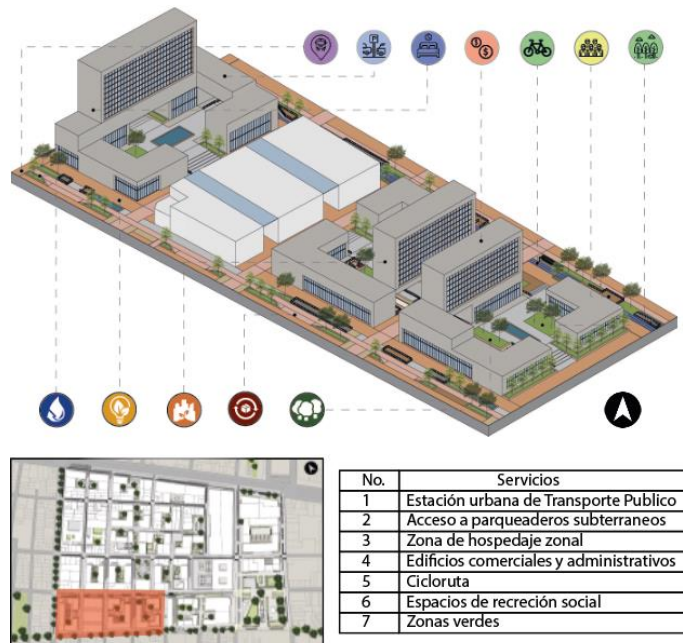 P
$
$
No. Servicios
1 Estación urbana de Transporte Publico
2 Acceso a parqueaderos subterraneos
3 Zona de hospedaje zonal
4 Edificios comerciales y administrativos
5 Cicloruta
6 Espacios de recreción social
7 Zonas verdes